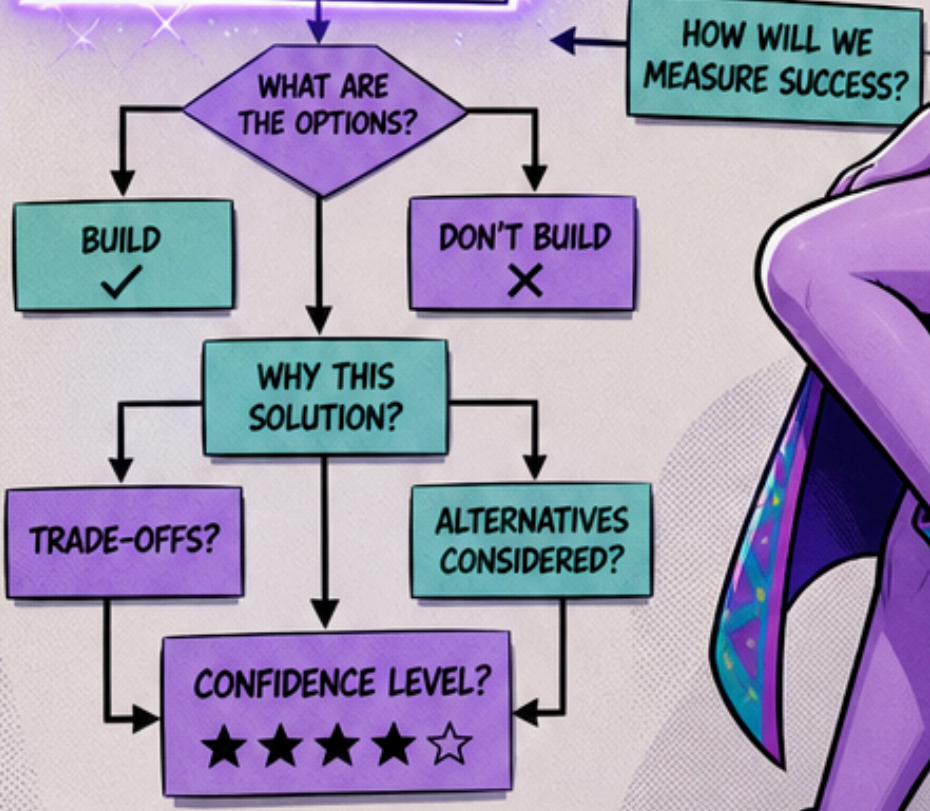 HOW WILL WE
MEASURE SUCCESS?
WHAT ARE
THE OPTIONS?
BUILD
DON'T BUILD
WHY THIS
SOLUTION?
TRADE-OFFS?
ALTERNATIVES
CONSIDERED?
CONFIDENCE LEVEL?